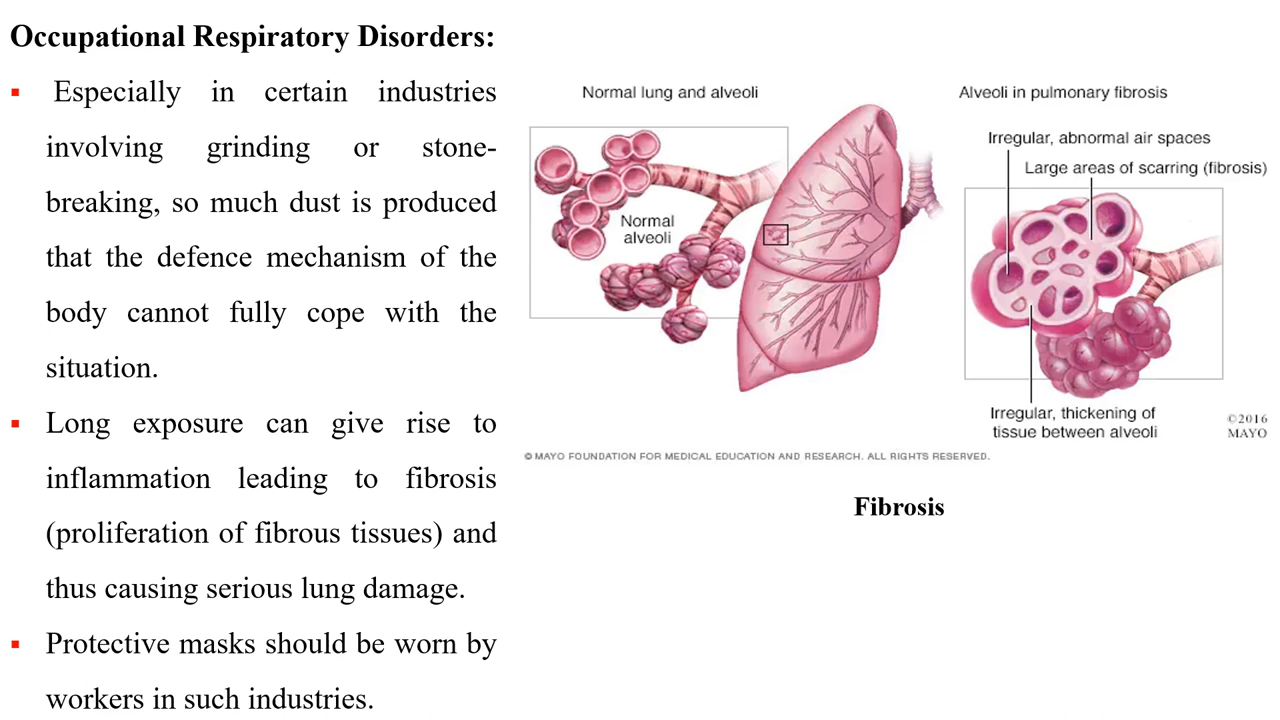 Occupational Respiratory Disorders:
▪ Especially in certain industries
involving grinding or stone-
breaking, so much dust is produced
that the defence mechanism of the
body cannot fully cope with the
situation.
▪ Long exposure can give rise to
inflammation leading to fibrosis
(proliferation of fibrous tissues) and
thus causing serious lung damage.
▪ Protective masks should be worn by
workers in such industries.
Normal lung and alveoli
Normal
alveoli
Alveoli in pulmonary fibrosis
Irregular, abnormal air spaces
Large areas of scarring (fibrosis)
Irregular, thickening of
tissue between alveoli
©2016
MAYO
© MAYO FOUNDATION FOR MEDICAL EDUCATION AND RESEARCH. ALL RIGHTS RESERVED.
Fibrosis